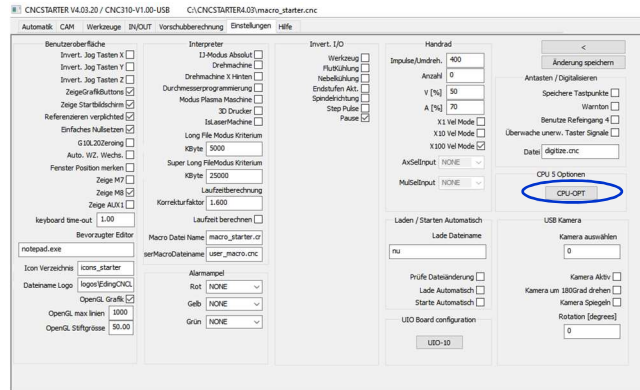 CNCSTARTER V4.03.20 / CNC310-V1.00-USB C:\CNCSTARTER4.03\macro_starter.cnc
Automatik CAM Werkzeuge IN/OUT Vorschubberechnung Einstellungen Hilfe
Benutzeroberfläche
Invert. Jog Tasten X
Invert. Jog Tasten Y
Invert. Jog Tasten Z
ZeigeGrafikButtons
Zeige Startbildschim
Referenzieren verplichted
Einfaches Nullsetzen
G10L20Zeroing
Auto. WZ. Wechs.
Fenster Position merken
Zeige M7
Zeige M8
Zeige AUX1
keyboard time-out 1.00
Bevorzugter Editor
notepad.exe
Icon Verzeichnis icons_starter
Dateiname Logo logos\EdingCNCL
OpenGL Grafik
OpenGL max linien 1000
OpenGL Stiftgrösse 50.00
Interpreter
IJ-Modus Absolut
Drehmachine
Drehmachine X Hinten
Durchmesserprogrammierung
Modus Plasma Maschine
3D Drucker
IsLaserMachine
Long File Modus Kriterium
KByte 5000
Super Long FileModus Kriterium
KByte 25000
Laufzeitberechnung
Korrekturfaktor 1.600
Laufzeit berechnen
Macro Datei Name macro_starter.cr
serMacroDateiname user_macro.cnc
Alarmampel
Rot NONE
Gelb NONE
Grün NONE
Invert. I/O
Werkzeug
FlutKühlung
Nebelkühlung
Endstufen Akt.
Spindelrichtung
Step Pulse
Pause
Handrad
Impulse/Umdreh. 400
Anzahl 0
V [%] 50
A [%] 70
X1 Vel Mode
X10 Vel Mode
X100 Vel Mode
AxSelInput NONE
MulSelInput NONE
Laden / Starten Automatisch
Lade Dateiname
nu
Prüfe Dateiänderung
Lade Automatisch
Starte Automatisch
UIO Board configuration
UIO-10
<
Änderung speichern
Antasten / Digitalisieren
Speichere Tastpunkte
Warnton
Benutze Refeingang 4
Überwache unerw. Taster Signale
Datei digitize.cnc
CPU 5 Optionen
CPU-OPT
USB Kamera
Kamera auswählen
0
Kamera Aktiv
Kamera um 180Grad drehen
Kamera Spiegeln
Rotation [degrees]
0